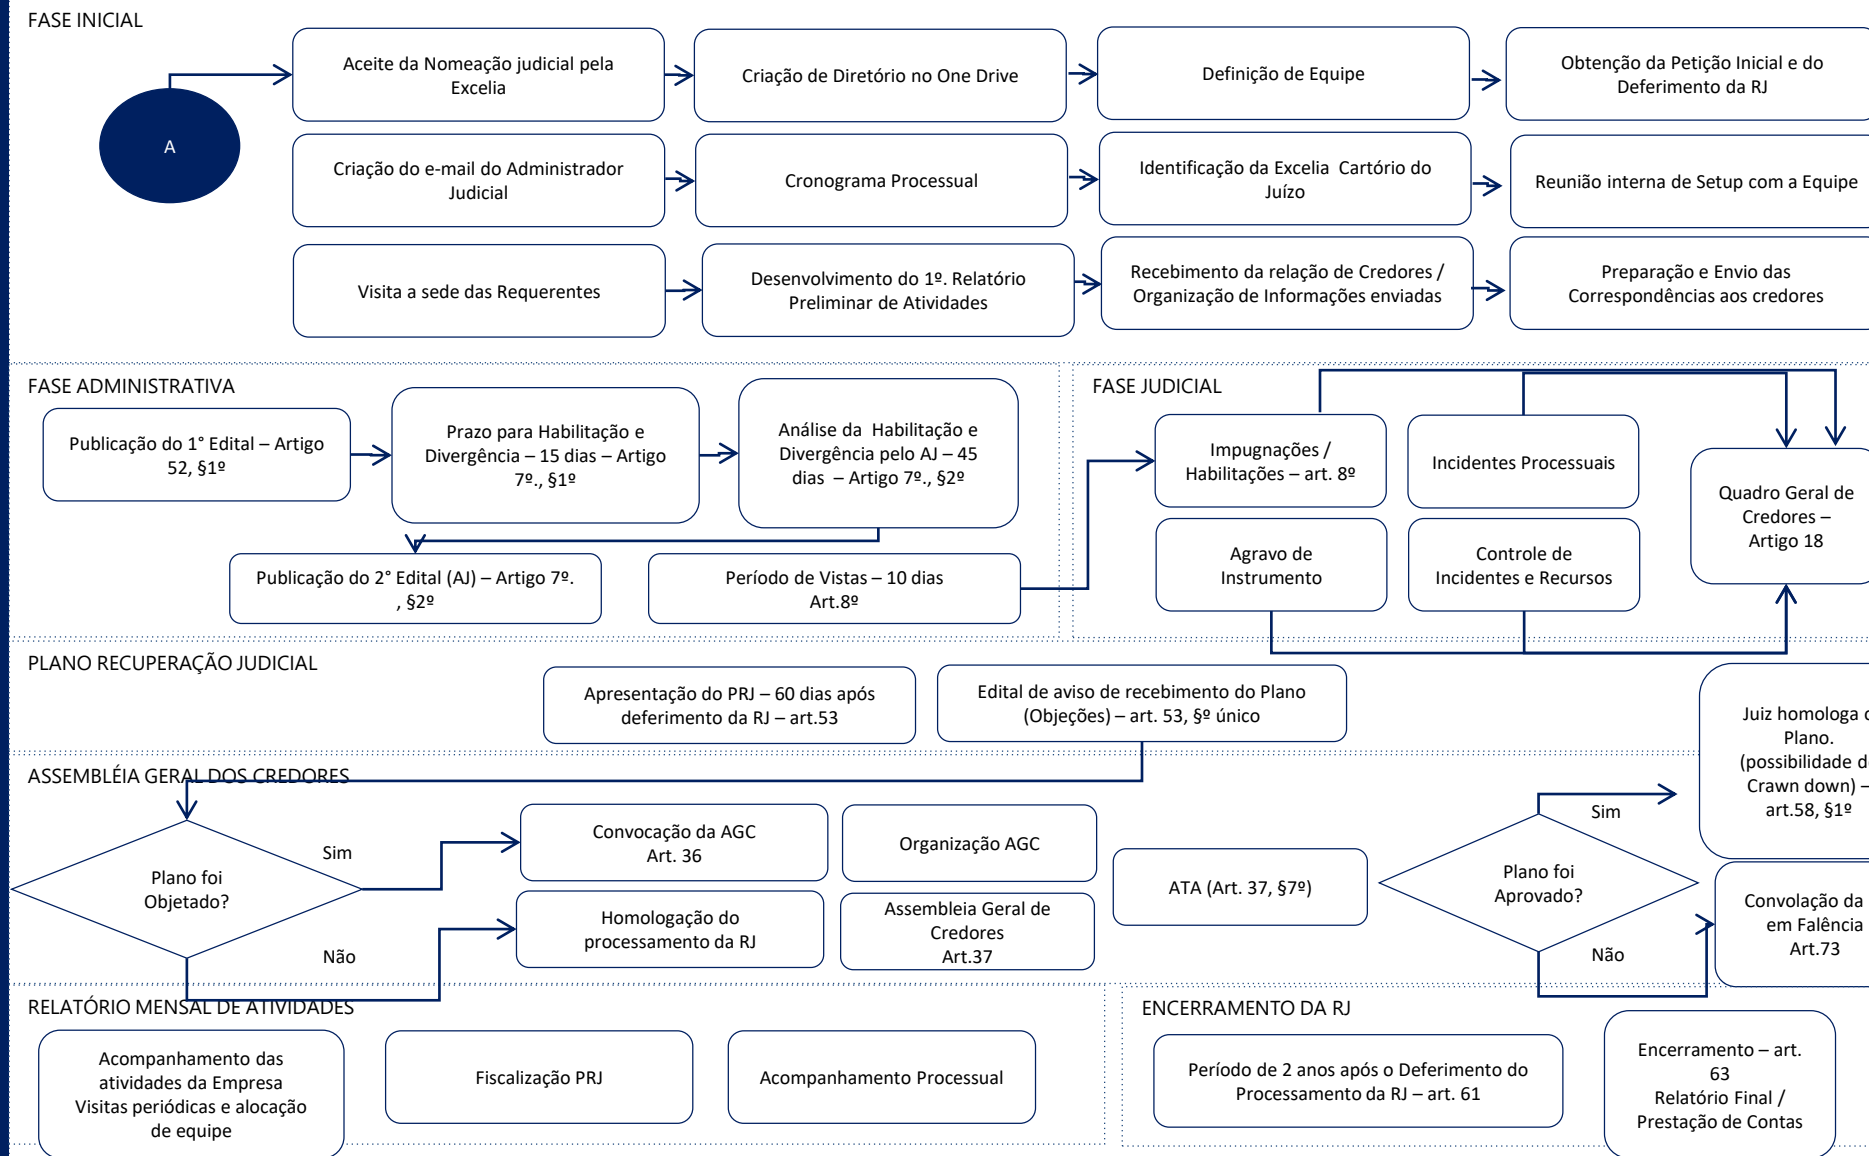 FASE INICIAL
A
Aceite da Nomeação judicial pela
Excelia
Criação de Diretório no One Drive
Definição de Equipe
Obtenção da Petição Inicial e do
Deferimento da RJ
Criação do e-mail do Administrador
Judicial
Cronograma Processual
Identificação da Excelia  Cartório do
Juízo
Reunião interna de Setup com a Equipe
Visita a sede das Requerentes
Desenvolvimento do 1º. Relatório
Preliminar de Atividades
Recebimento da relação de Credores /
Organização de Informações enviadas
Preparação e Envio das
Correspondências aos credores
FASE ADMINISTRATIVA
Publicação do 1° Edital – Artigo
52, §1º
Prazo para Habilitação e
Divergência – 15 dias – Artigo
7º., §1º
Análise da  Habilitação e
Divergência pelo AJ – 45
dias  – Artigo 7º., §2º
Publicação do 2° Edital (AJ) – Artigo 7º.
, §2º
Período de Vistas – 10 dias
Art.8º
FASE JUDICIAL
Impugnações /
Habilitações – art. 8º
Incidentes Processuais
Agravo de
Instrumento
Controle de
Incidentes e Recursos
Quadro Geral de
Credores –
Artigo 18
PLANO RECUPERAÇÃO JUDICIAL
Apresentação do PRJ – 60 dias após
deferimento da RJ – art.53
Edital de aviso de recebimento do Plano
(Objeções) – art. 53, §º único
Juiz homologa
Plano.
(possibilidade
Crawn down) –
art.58, §1º
ASSEMBLÉIA GERAL DOS CREDORES
Plano foi
Objetado?
Sim
Não
Convocação da AGC
Art. 36
Organização AGC
Homologação do
processamento da RJ
Assembleia Geral de
Credores
Art.37
ATA (Art. 37, §7º)
Plano foi
Aprovado?
Sim
Não
Convolação da
em Falência
Art.73
RELATÓRIO MENSAL DE ATIVIDADES
Acompanhamento das
atividades da Empresa
Visitas periódicas e alocação
de equipe
Fiscalização PRJ
Acompanhamento Processual
ENCERRAMENTO DA RJ
Período de 2 anos após o Deferimento do
Processamento da RJ – art. 61
Encerramento – art.
63
Relatório Final /
Prestação de Contas